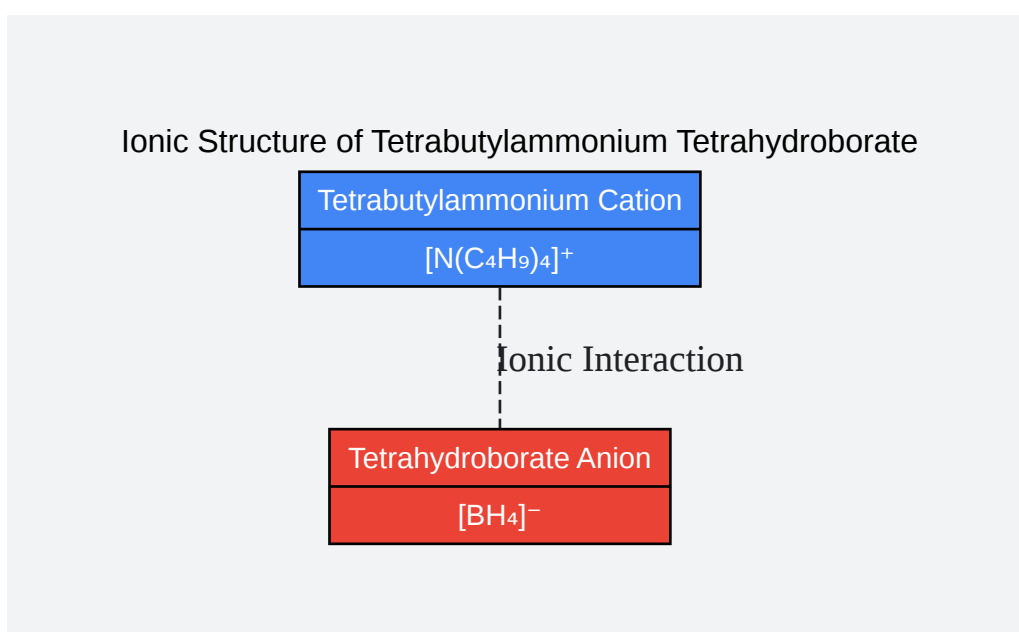 Ionic Structure of Tetrabutylammonium Tetrahydroborate
Tetrabutylammonium Cation
[N(C₄H₉)₄]⁺
Ionic Interaction
Tetrahydroborate Anion
[BH₄]⁻